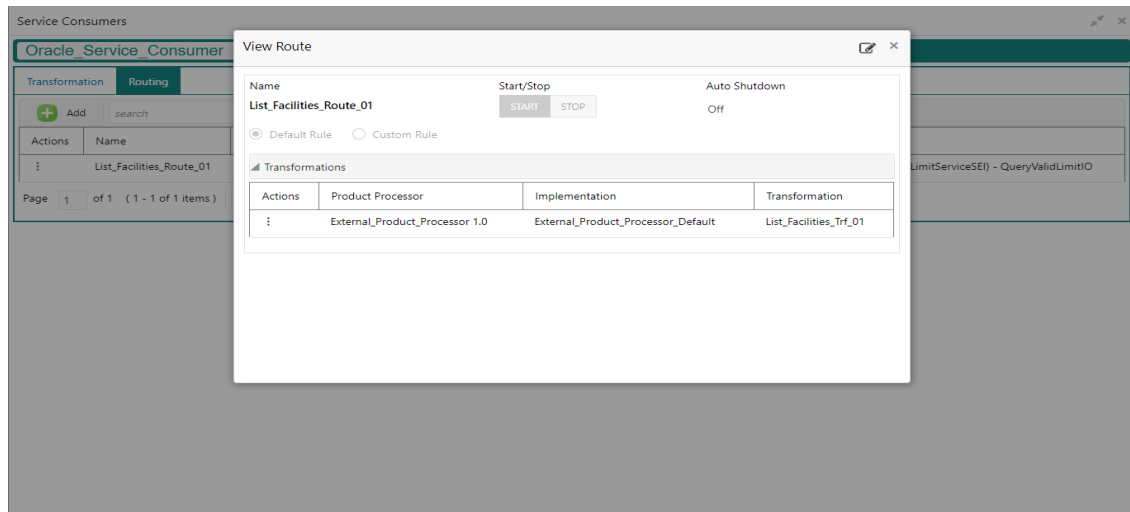 Service Consumers
Oracle_Service_Consumer
Transformation Routing
Add search
Actions Name
List_Facilities_Route_01
LimitServiceSEI) - QueryValidLimitIO
Page 1 of 1 ( 1 - 1 of 1 items )
View Route
Name Start/Stop Auto Shutdown
List_Facilities_Route_01 START STOP Off
Default Rule Custom Rule
Transformations
Actions Product Processor Implementation Transformation
External_Product_Processor 1.0 External_Product_Processor_Default List_Facilities_Trf_01